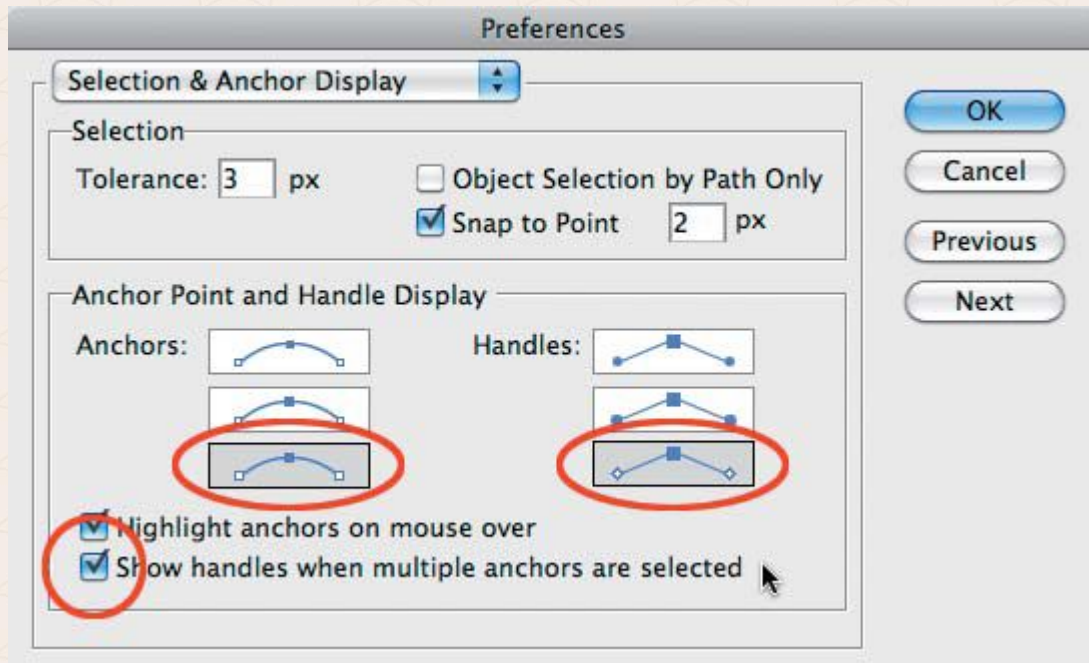 Preferences
Selection & Anchor Display
OK
Selection
Tolerance: 3 px
Object Selection by Path Only
Cancel
Snap to Point 2 px
Previous
Anchor Point and Handle Display
Next
Anchors:
Handles:
Highlight anchors on mouse over
Show handles when multiple anchors are selected